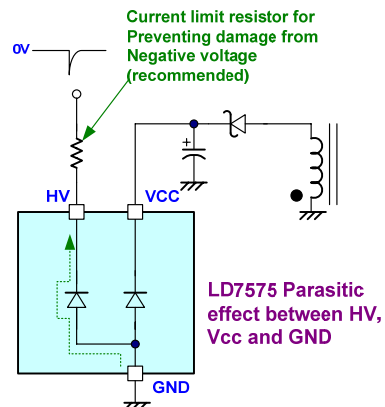 Current limit resistor for
Preventing damage from
Negative voltage
(recommended)
0V
+
HV
VCC
LD7575 Parasitic
effect between HV,
Vcc and GND
GND